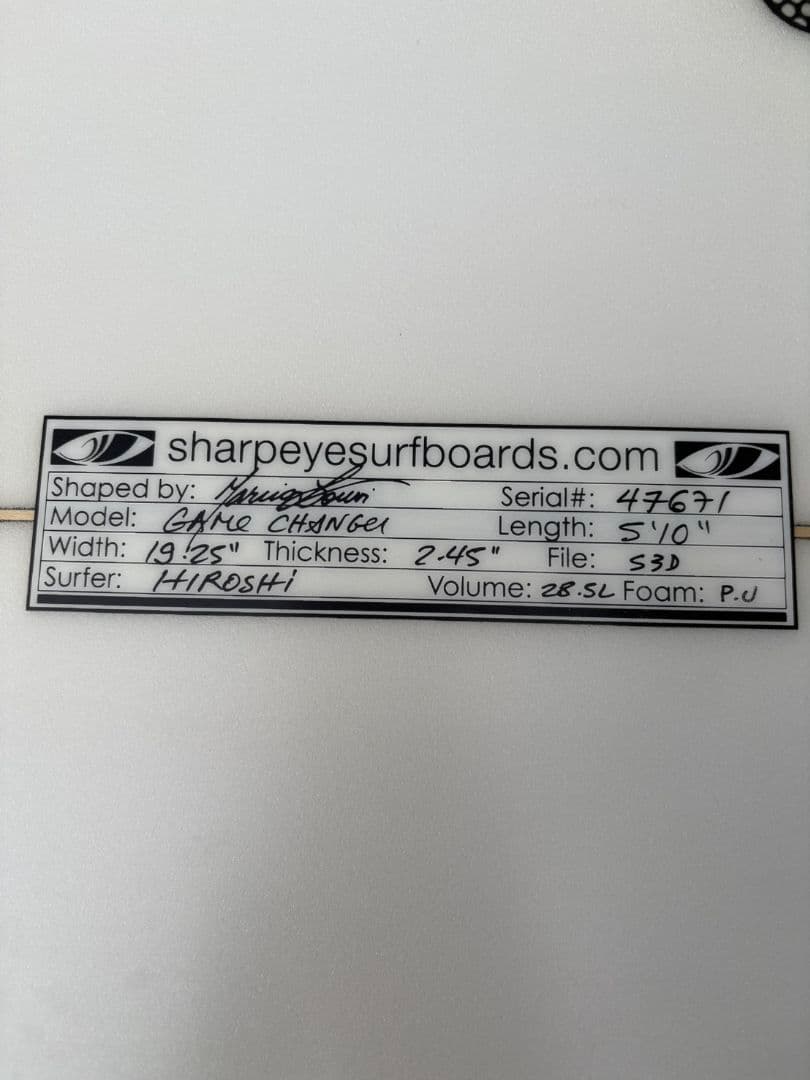 sharpeyesurfboards.com
Shaped by: Serial#: 47671
Model: GAMe CHANGeR Length: 5'10"
Width: 19.25" Thickness: 2.45" File: S3D
Surfer: HIROSHi Volume: 28.5L Foam: P.U